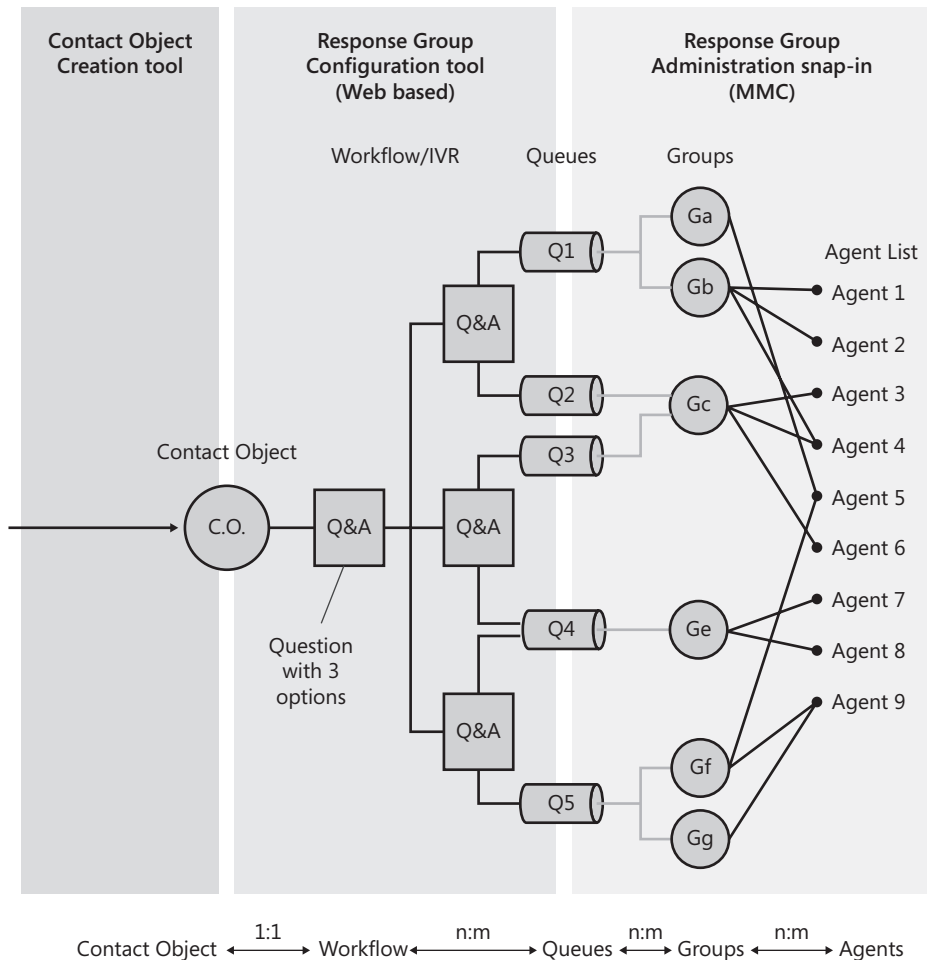 Contact Object
Creation tool
Response Group
Configuration tool
(Web based)
Response Group
Administration snap-in
(MMC)
Workflow/IVR
Queues
Groups
Agent List
Ga
Q1
Gb
Agent 1
Q&A
Agent 2
Q2
Gc
Agent 3
Q3
Agent 4
Contact Object
C.O.
Q&A
Q&A
Agent 5
Agent 6
Question
with 3
options
Q4
Ge
Agent 7
Agent 8
Q&A
Agent 9
Gf
Q5
Gg
1:1
n:m
n:m
n:m
Contact Object
Workflow
Queues
Groups
Agents